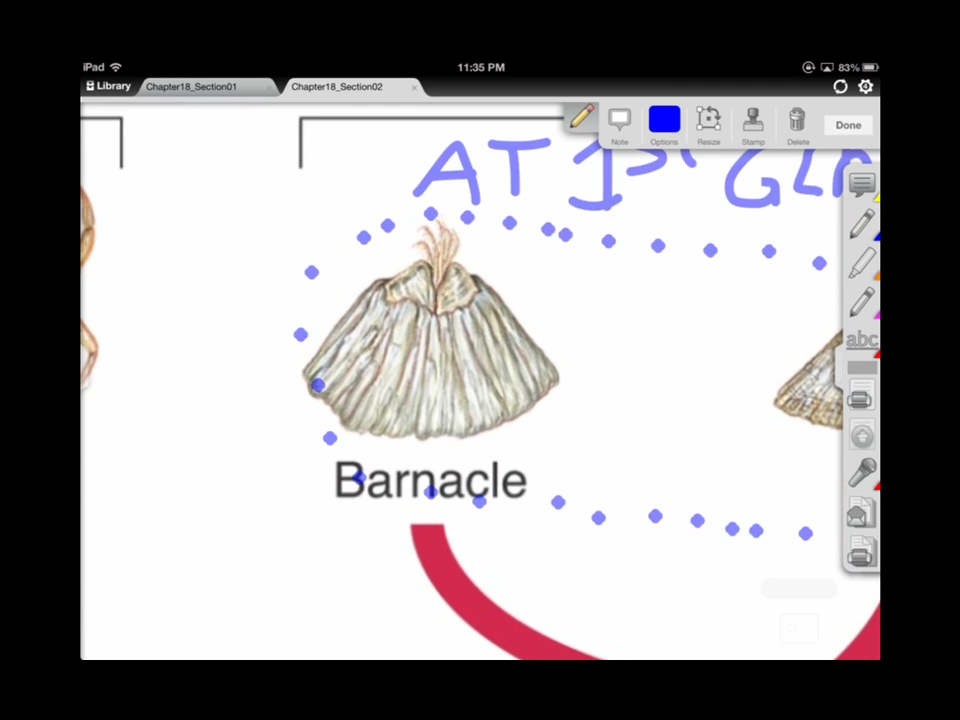 iPad 11:35 PM 83%
Library Chapter18_Section01 × Chapter18_Section02 ×
Note Options Resize Stamp Delete Done
AT 1ST
abc
Barnacle